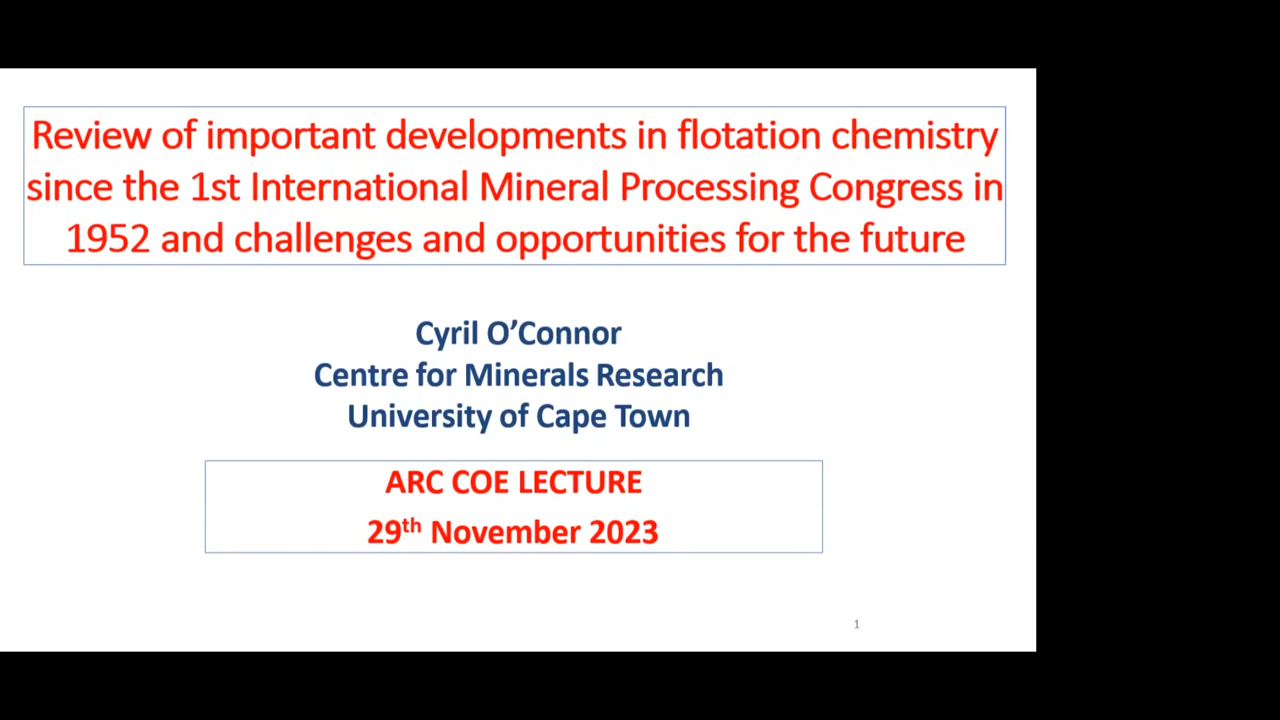 Review of important developments in flotation chemistry
since the 1st International Mineral Processing Congress in
1952 and challenges and opportunities for the future
Cyril O’Connor
Centre for Minerals Research
University of Cape Town
ARC COE LECTURE
29th November 2023
1